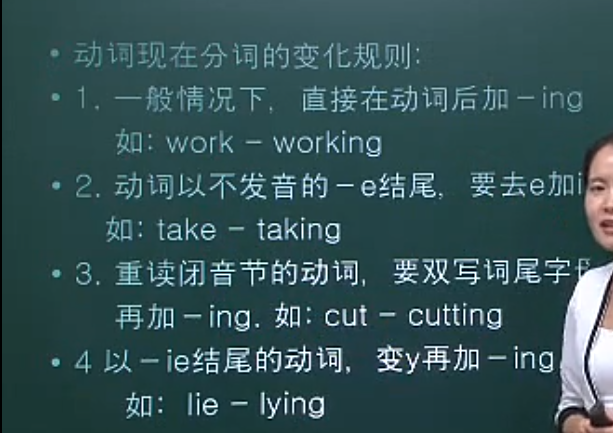 • 动词现在分词的变化规则:
• 1. 一般情况下, 直接在动词后加-ing
如: work - working
• 2. 动词以不发音的-e结尾, 要去e加i
如: take - taking
• 3. 重读闭音节的动词, 要双写词尾字
再加-ing. 如: cut - cutting
• 4 以-ie结尾的动词, 变y再加-ing
如: lie - lying